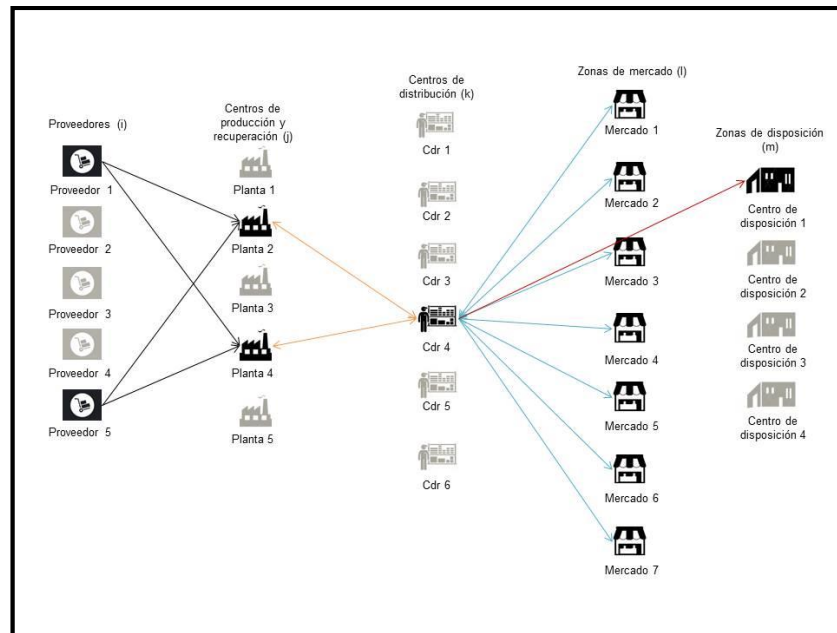 Proveedores (i)
Proveedor 1
Proveedor 2
Proveedor 3
Proveedor 4
Proveedor 5
Centros de
producción y
recuperación (j)
Planta 1
Planta 2
Planta 3
Planta 4
Planta 5
Centros de
distribución (k)
Cdr 1
Cdr 2
Cdr 3
Cdr 4
Cdr 5
Cdr 6
Zonas de mercado (l)
Mercado 1
Mercado 2
Mercado 3
Mercado 4
Mercado 5
Mercado 6
Mercado 7
Zonas de disposición
(m)
Centro de
disposición 1
Centro de
disposición 2
Centro de
disposición 3
Centro de
disposición 4